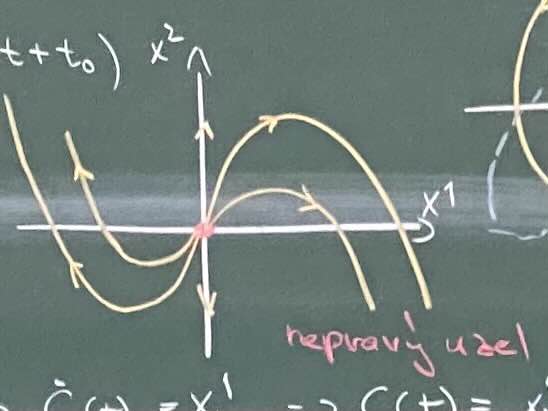 t + t₀)
x²
x¹
nepravý uzel
Ċ(t) = x¹ => C(t) = x